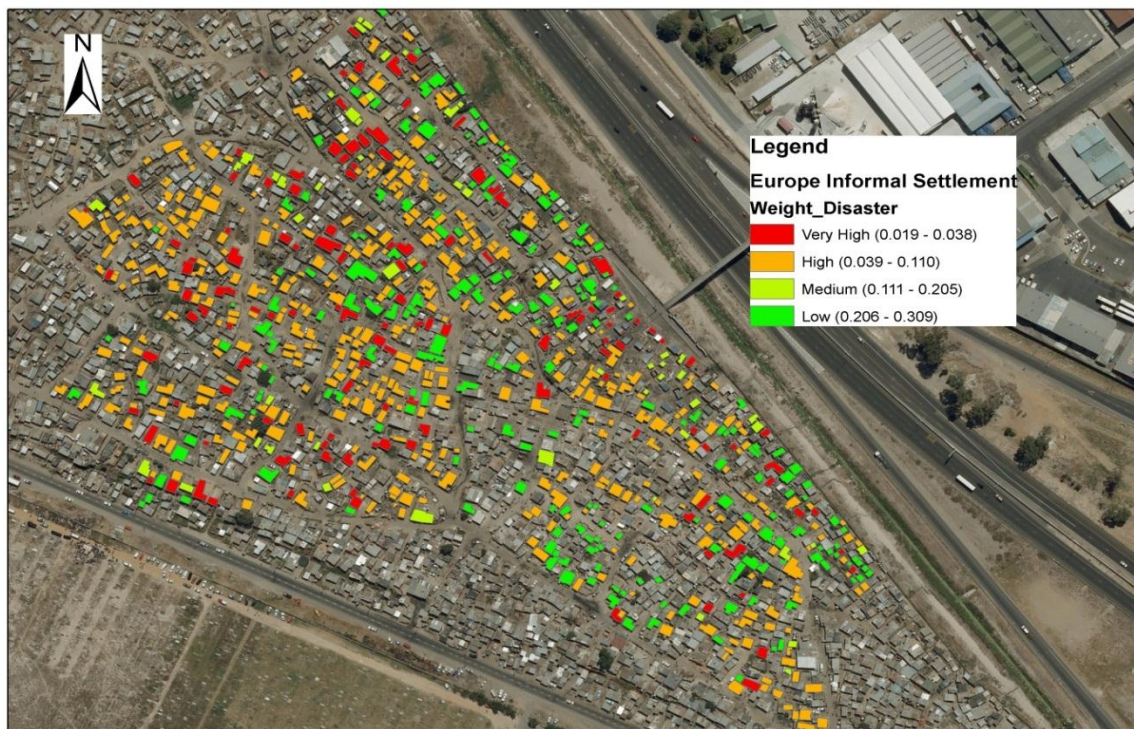 N
Legend
Europe Informal Settlement
Weight_Disaster
Very High (0.019 - 0.038)
High (0.039 - 0.110)
Medium (0.111 - 0.205)
Low (0.206 - 0.309)